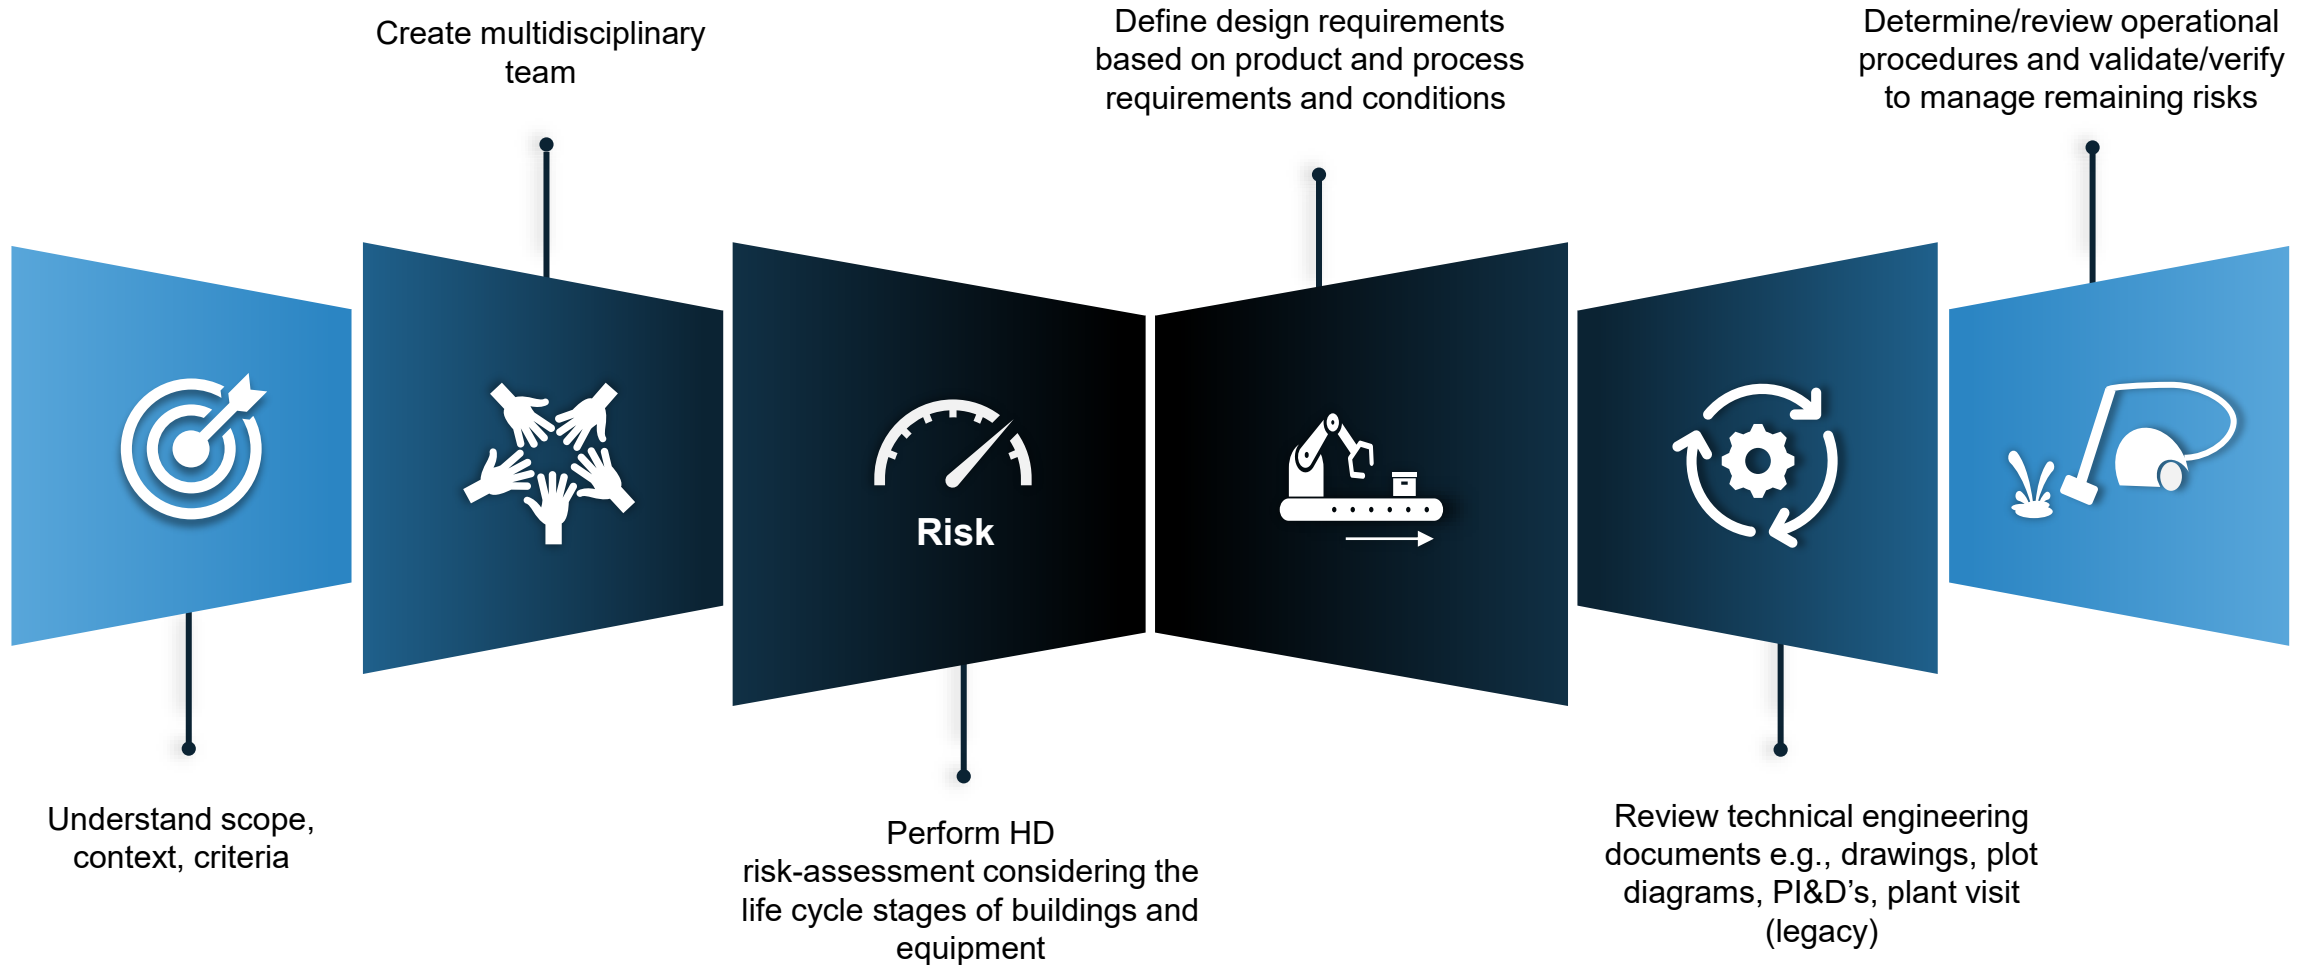 Create multidisciplinary
team
Define design requirements
based on product and process
requirements and conditions
Determine/review operational
procedures and validate/verify
to manage remaining risks
Risk
Understand scope,
context, criteria
Perform HD
risk-assessment considering the
life cycle stages of buildings and
equipment
Review technical engineering
documents e.g., drawings, plot
diagrams, PI&D’s, plant visit
(legacy)